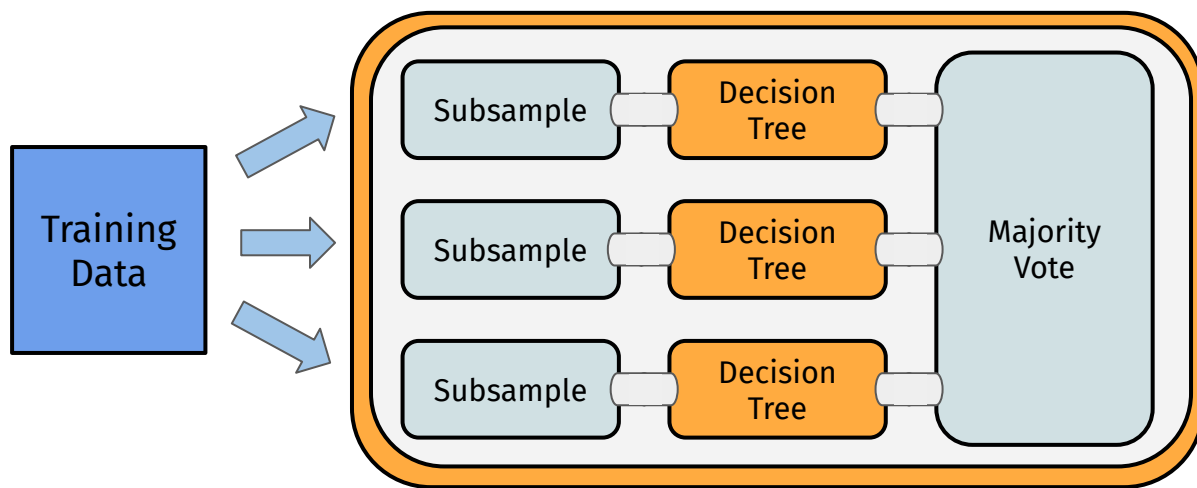 Training
Data
Subsample
Decision
Tree
Subsample
Decision
Tree
Subsample
Decision
Tree
Majority
Vote